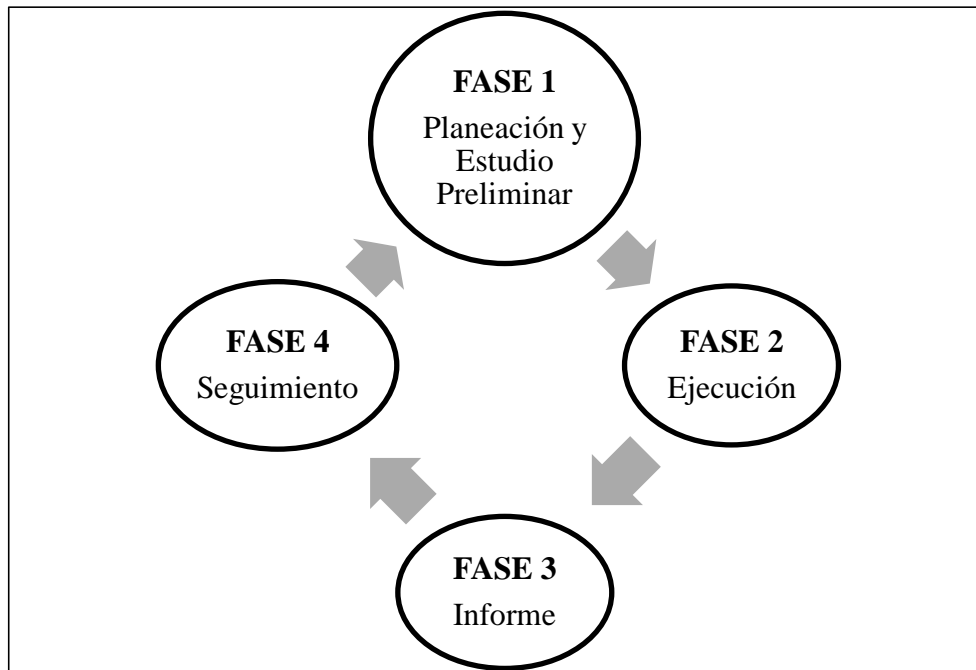 FASE 1
Planeación y
Estudio
Preliminar
FASE 2
Ejecución
FASE 3
Informe
FASE 4
Seguimiento